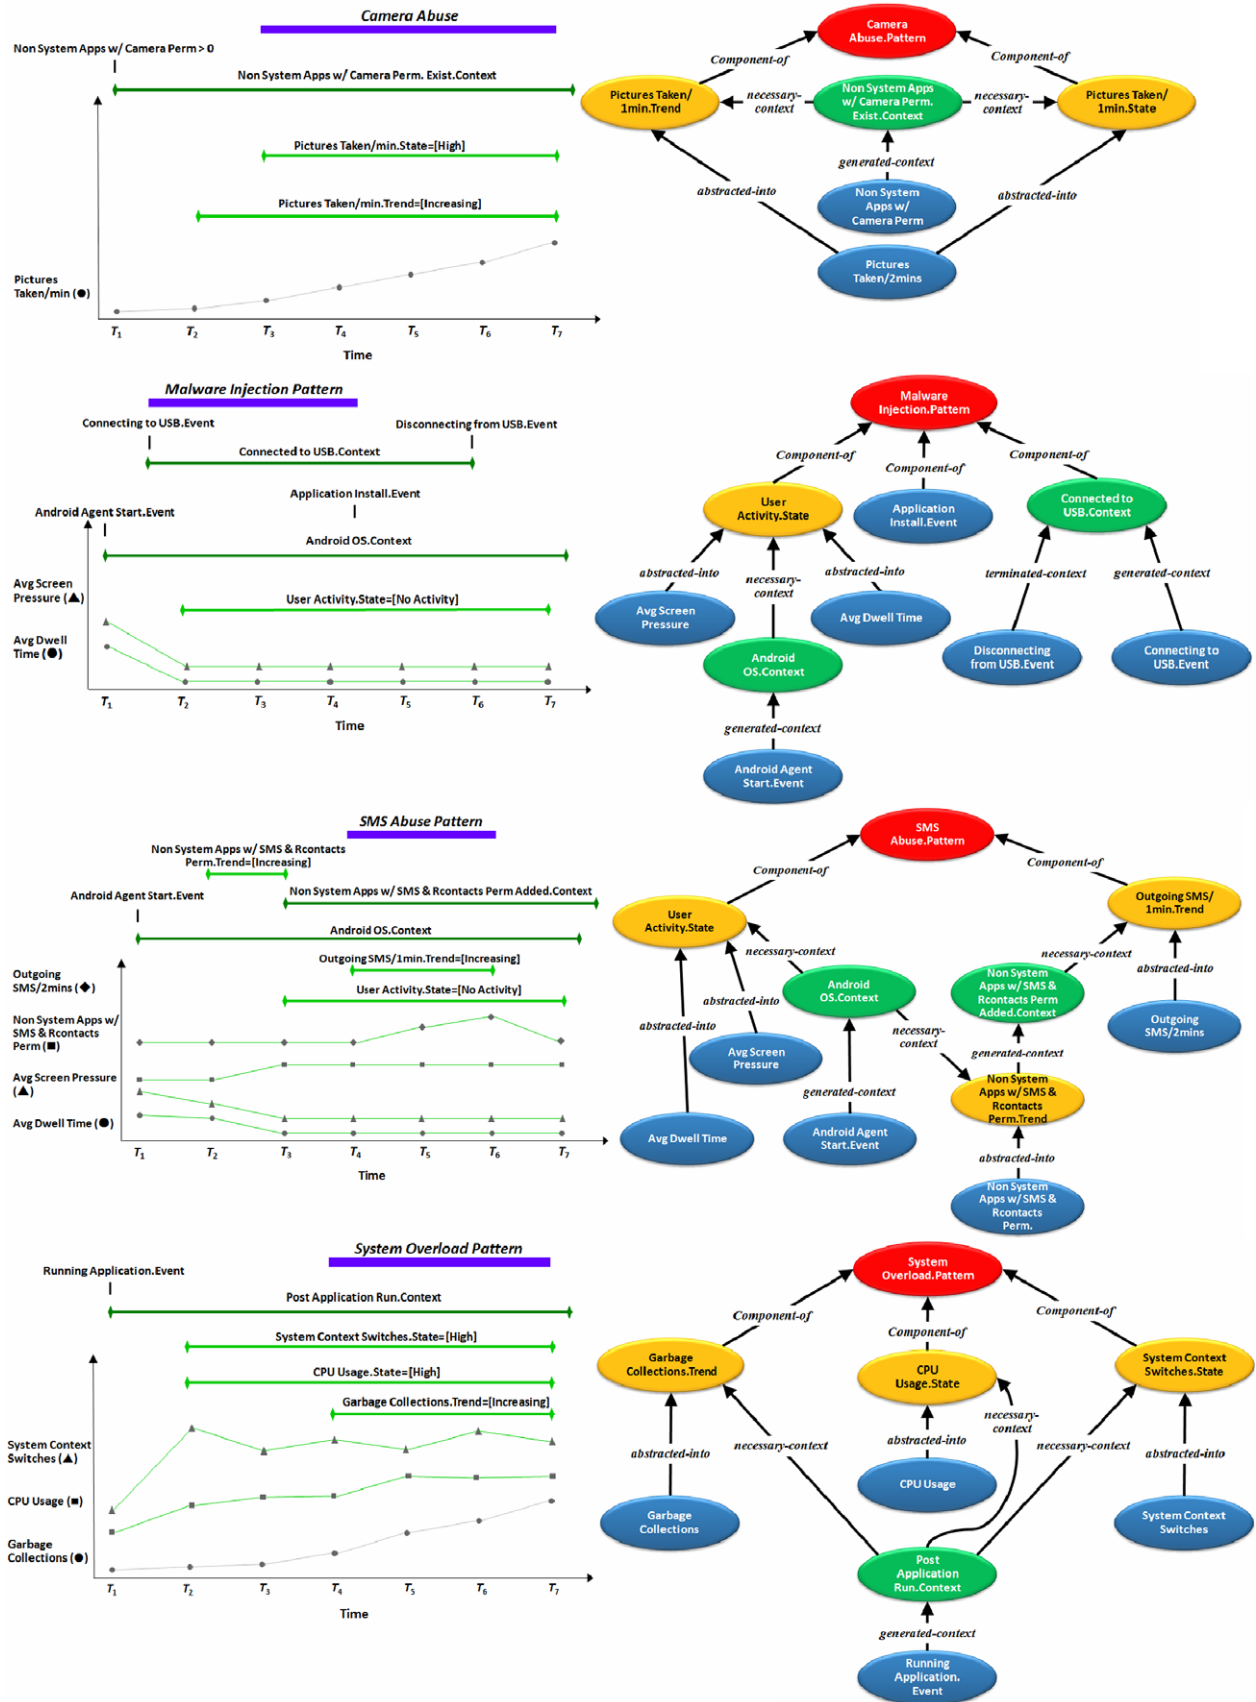 Camera Abuse
Non System Apps w/ Camera Perm > 0
Non System Apps w/ Camera Perm. Exist.Context
Pictures Taken/min.State=[High]
Pictures Taken/min.Trend=[Increasing]
Pictures
Taken/min (●)
T1 T2 T3 T4 T5 T6 T7
Time
Camera
Abuse.Pattern
Component-of
Component-of
Pictures Taken/
1min.Trend
necessary-
context
Non System Apps
w/ Camera Perm.
Exist.Context
necessary-
context
Pictures Taken/
1min.State
generated-context
abstracted-into
abstracted-into
Non System
Apps w/
Camera Perm
Pictures
Taken/2mins
Malware Injection Pattern
Connecting to USB.Event
Disconnecting from USB.Event
Connected to USB.Context
Application Install.Event
Android Agent Start.Event
Android OS.Context
Avg Screen
Pressure (▲)
User Activity.State=[No Activity]
Avg Dwell
Time (●)
T1 T2 T3 T4 T5 T6 T7
Time
Malware
Injection.Pattern
Component-of
Component-of
Component-of
User
Activity.State
Application
Install.Event
Connected to
USB.Context
abstracted-into
necessary-
context
abstracted-into
terminated-context
generated-context
Avg Screen
Pressure
Avg Dwell Time
Android
OS.Context
Disconnecting
from USB.Event
Connecting to
USB.Event
generated-context
Android Agent
Start.Event
SMS Abuse Pattern
Non System Apps w/ SMS & Rcontacts
Perm.Trend=[Increasing]
Android Agent Start.Event
Non System Apps w/ SMS & Rcontacts Perm Added.Context
Android OS.Context
Outgoing SMS/1min.Trend=[Increasing]
User Activity.State=[No Activity]
Outgoing
SMS/2mins (◆)
Non System Apps w/
SMS & Rcontacts
Perm (■)
Avg Screen Pressure
(▲)
Avg Dwell Time (●)
T1 T2 T3 T4 T5 T6 T7
Time
SMS
Abuse.Pattern
Component-of
Component-of
User
Activity.State
Outgoing SMS/
1min.Trend
necessary-context
necessary-context
Android
OS.Context
Non System
Apps w/ SMS &
Rcontacts Perm
Added.Context
abstracted-into
abstracted-into
abstracted-into
necessary-
context
Outgoing
SMS/2mins
Avg Screen
Pressure
generated-context
generated-context
Non System
Apps w/ SMS &
Rcontacts
Perm.Trend
Avg Dwell Time
Android Agent
Start.Event
abstracted-into
Non System
Apps w/ SMS &
Rcontacts
Perm.
System Overload Pattern
Running Application.Event
Post Application Run.Context
System Context Switches.State=[High]
CPU Usage.State=[High]
Garbage Collections.Trend=[Increasing]
System Context
Switches (▲)
CPU Usage (■)
Garbage
Collections (●)
T1 T2 T3 T4 T5 T6 T7
Time
System
Overload.Pattern
Component-of
Component-of
Component-of
Garbage
Collections.Trend
CPU
Usage.State
System Context
Switches.State
abstracted-into
necessary-context
abstracted-into
necessary-
context
necessary-context
abstracted-into
CPU Usage
Garbage
Collections
System Context
Switches
Post
Application
Run.Context
generated-context
Running
Application.
Event